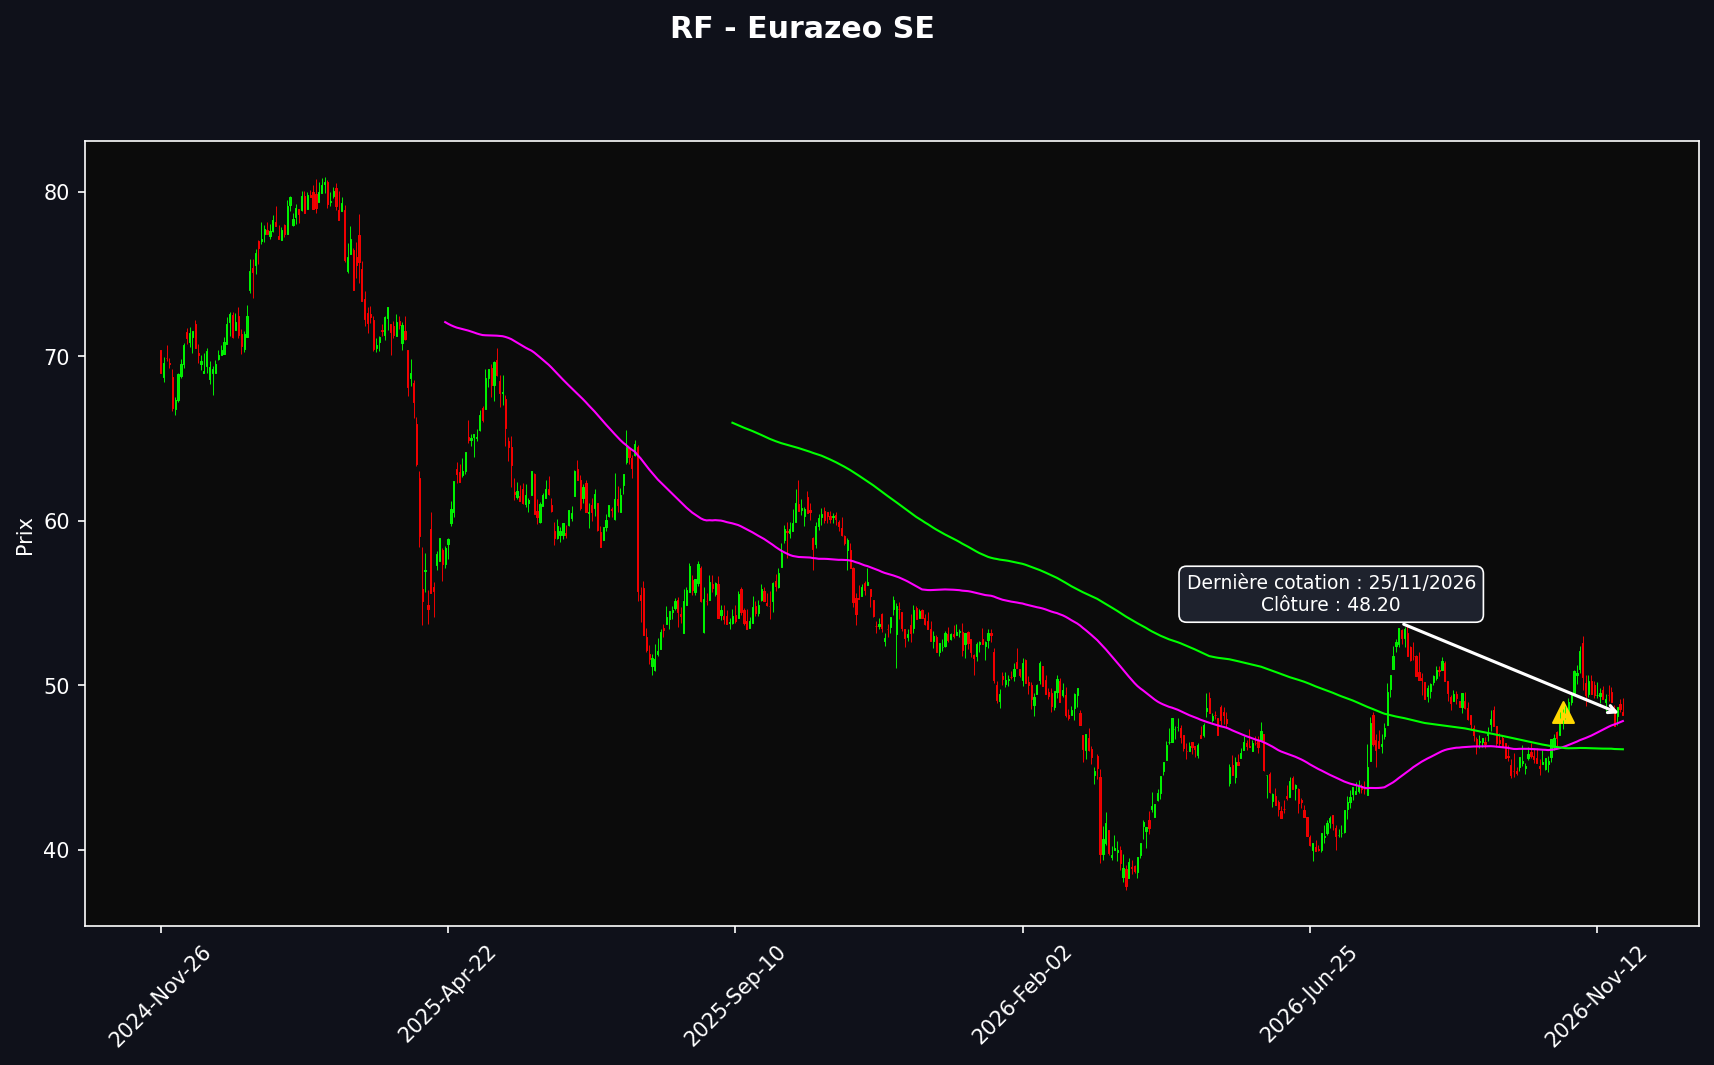 RF - Eurazeo SE
Prix
80
70
60
50
40
Dernière cotation : 25/11/2026
Clôture : 48.20
2024-Nov-26
2025-Apr-22
2025-Sep-10
2026-Feb-02
2026-Jun-25
2026-Nov-12